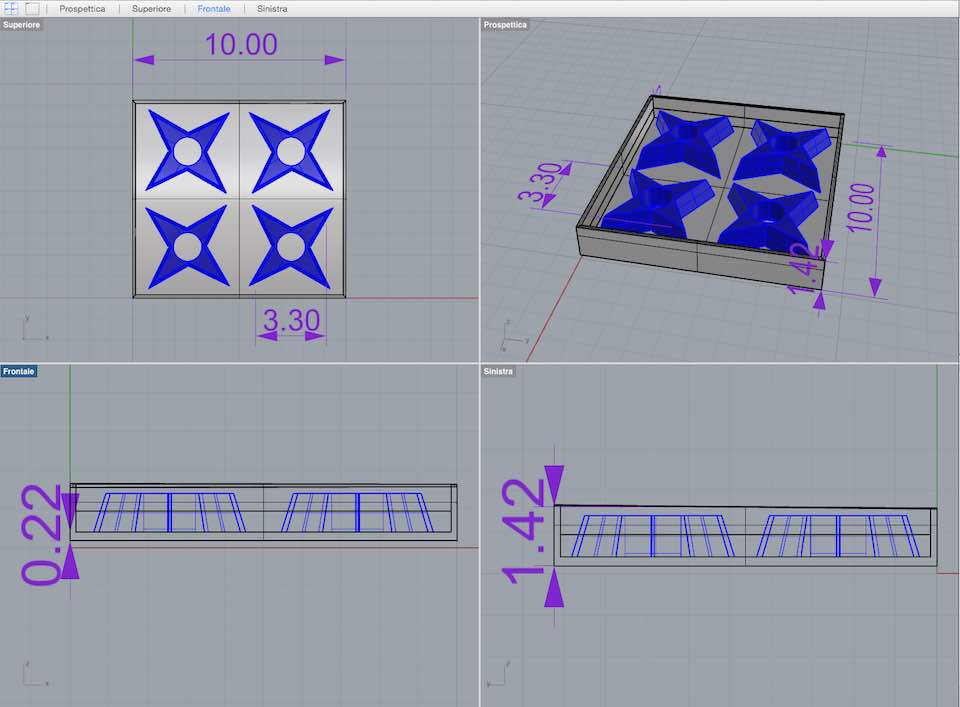 Prospettica Superiore Frontale Sinistra
Superiore
10.00
3.30
y
x
Prospettica
3.30
10.00
1.42
z
y
x
Frontale
0.22
z
x
Sinistra
1.42
z
y